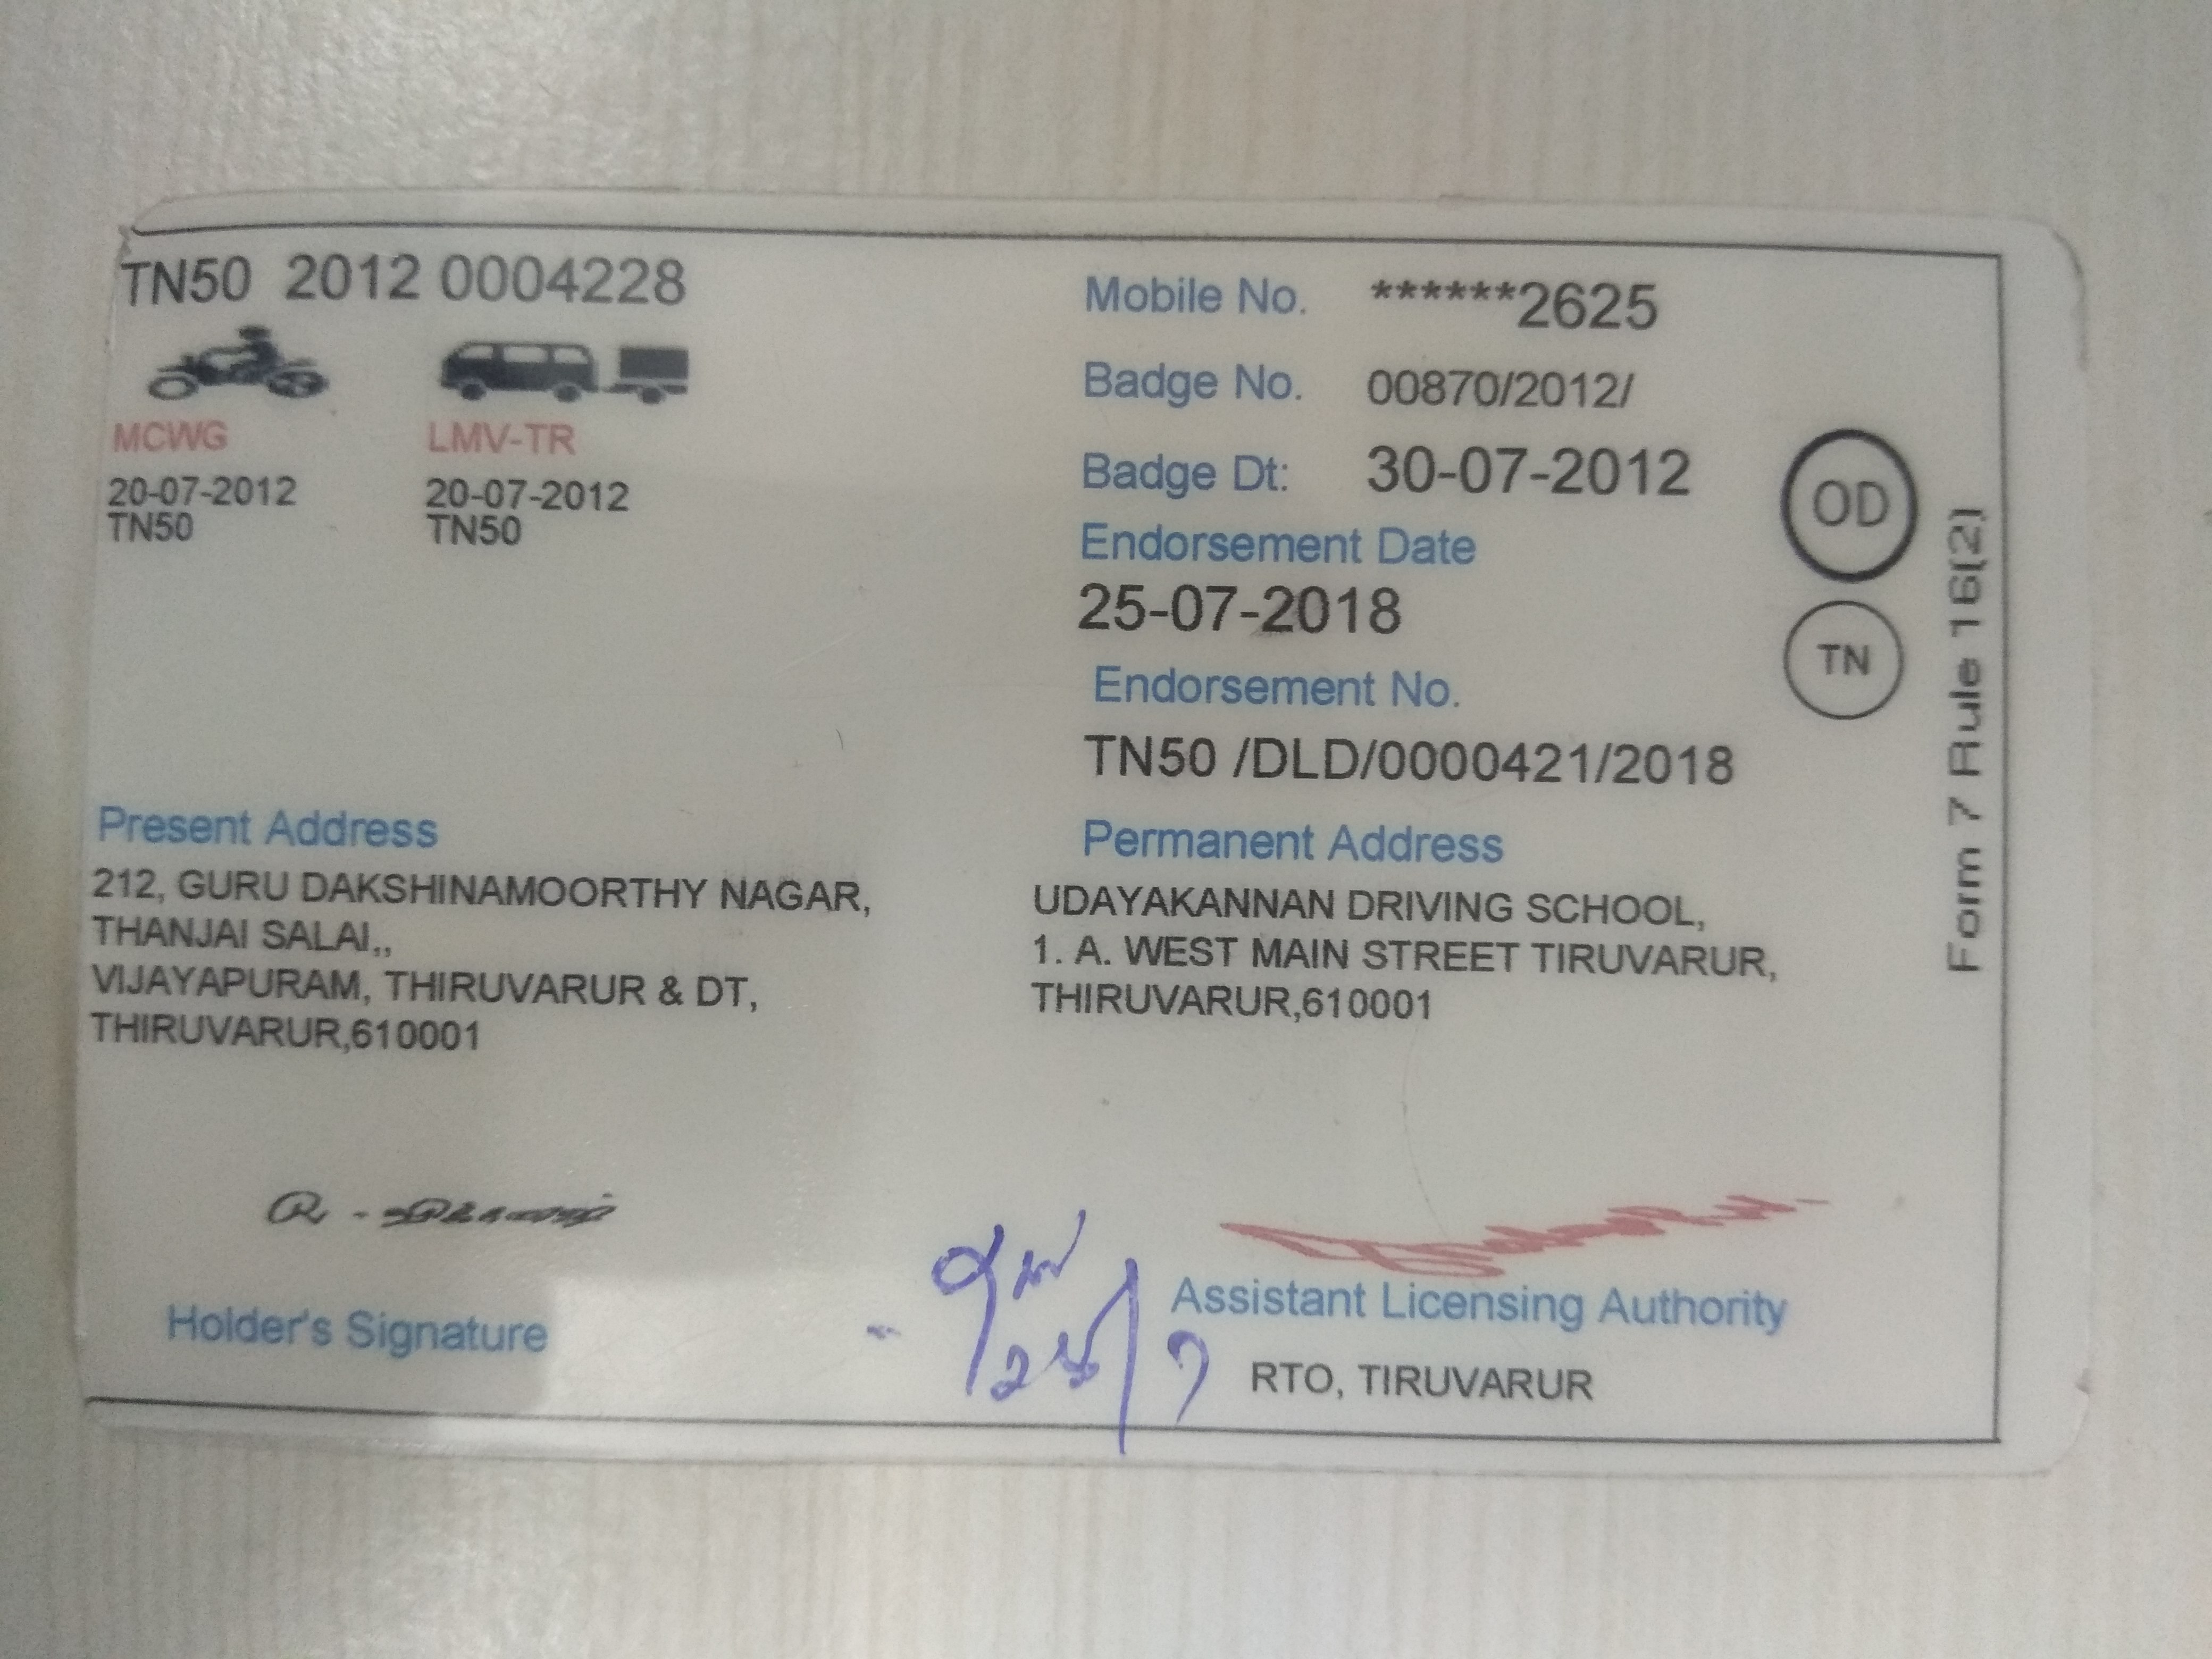 TN50 2012 0004228
MCWG
20-07-2012
TN50
LMV-TR
20-07-2012
TN50
Mobile No. ******2625
Badge No. 00870/2012/
Badge Dt: 30-07-2012
Endorsement Date
25-07-2018
Endorsement No.
TN50 /DLD/0000421/2018
OD
TN
Form 7 Rule 16(2)
Present Address
212, GURU DAKSHINAMOORTHY NAGAR,
THANJAI SALAI,,
VIJAYAPURAM, THIRUVARUR & DT,
THIRUVARUR,610001
Permanent Address
UDAYAKANNAN DRIVING SCHOOL,
1. A. WEST MAIN STREET TIRUVARUR,
THIRUVARUR,610001
Holder's Signature
Assistant Licensing Authority
RTO, TIRUVARUR